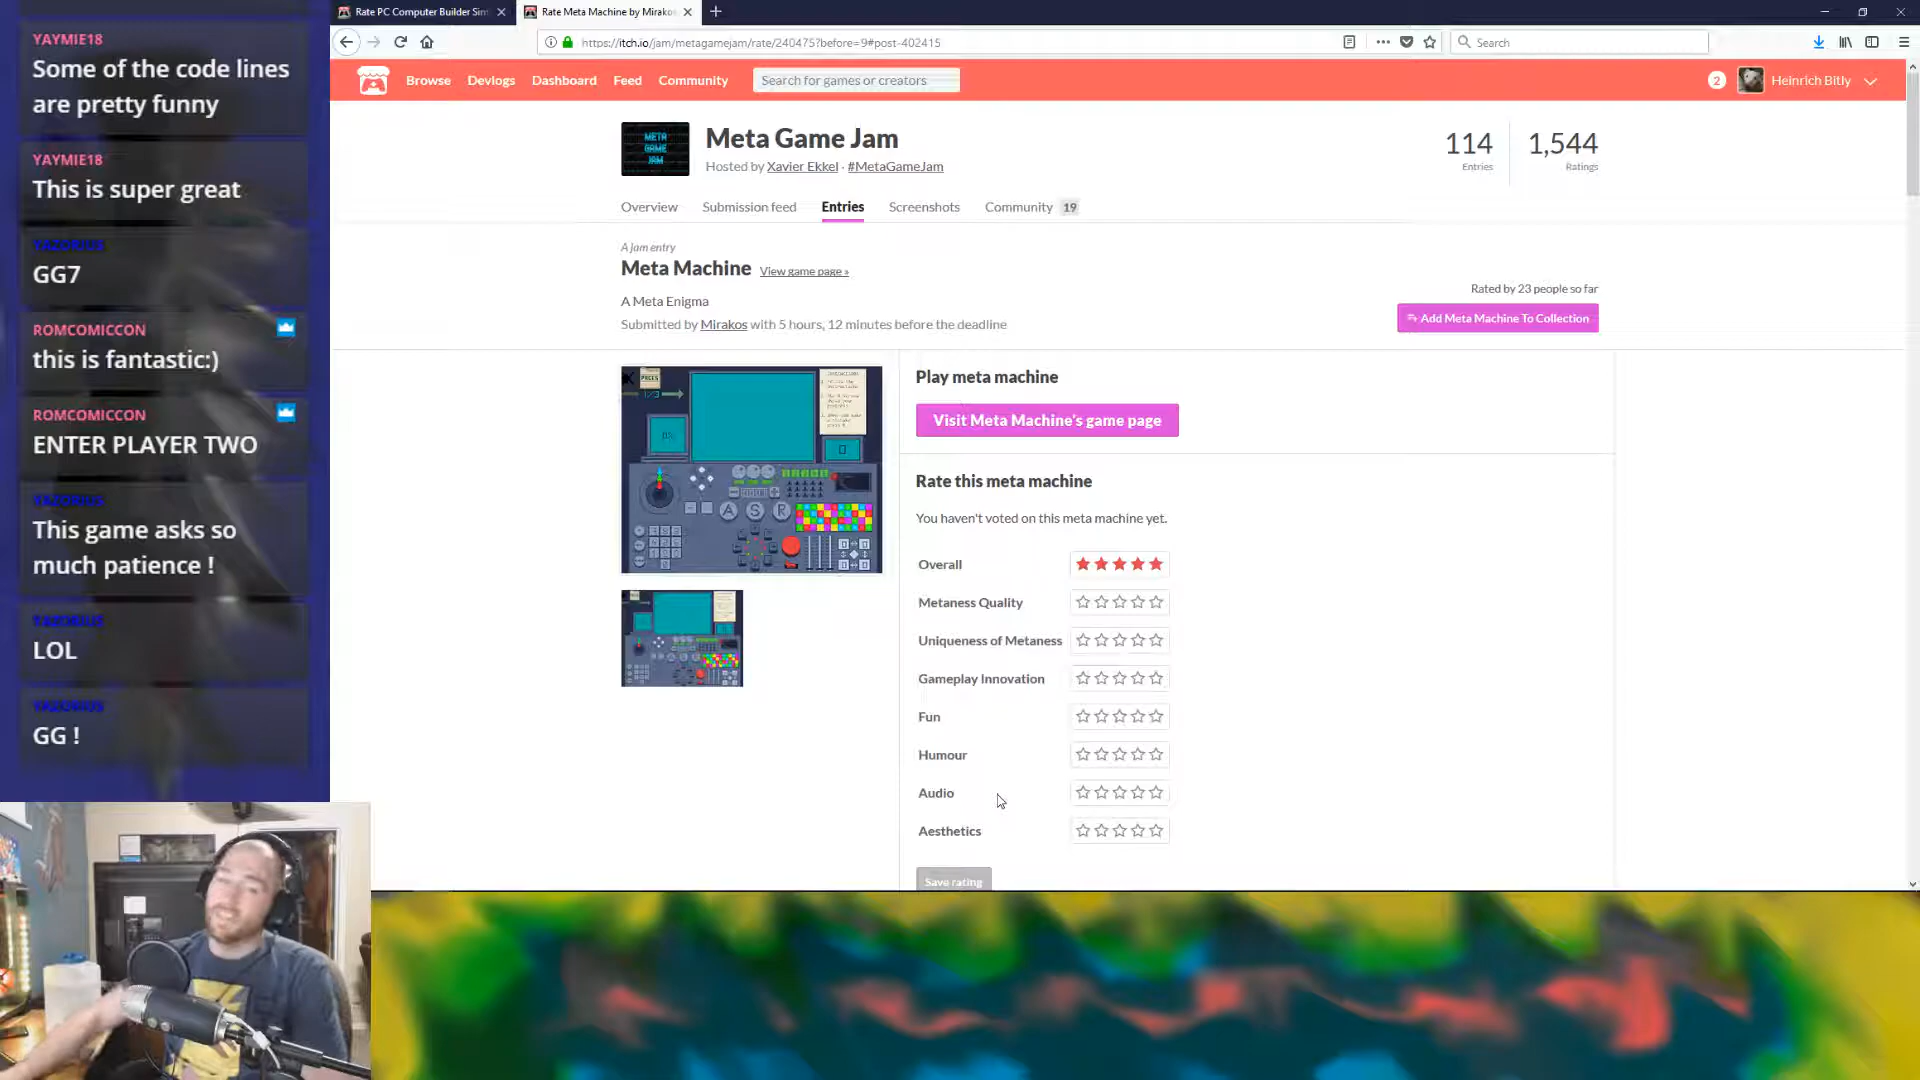 YAYMIE18
Some of the code lines
are pretty funny
YAYMIE18
This is super great
YAZORIUS
GG7
ROMCOMICCON
this is fantastic:)
ROMCOMICCON
ENTER PLAYER TWO
YAZORIUS
This game asks so
much patience !
YAZORIUS
LOL
YAZORIUS
GG !
Rate PC Computer Builder Sim
Rate Meta Machine by Mirakos
https://itch.io/jam/metagamejam/rate/240475?before=9#post-402415
Search
Browse
Devlogs
Dashboard
Feed
Community
Search for games or creators
2
Heinrich Bitly
META
GAME
JAM
Meta Game Jam
Hosted by Xavier Ekkel · #MetaGameJam
114
Entries
1,544
Ratings
Overview
Submission feed
Entries
Screenshots
Community 19
A jam entry
Meta Machine View game page »
A Meta Enigma
Submitted by Mirakos with 5 hours, 12 minutes before the deadline
Rated by 23 people so far
Add Meta Machine To Collection
A S R
Play meta machine
Visit Meta Machine's game page
Rate this meta machine
You haven't voted on this meta machine yet.
Overall
Metaness Quality
Uniqueness of Metaness
Gameplay Innovation
Fun
Humour
Audio
Aesthetics
Save rating